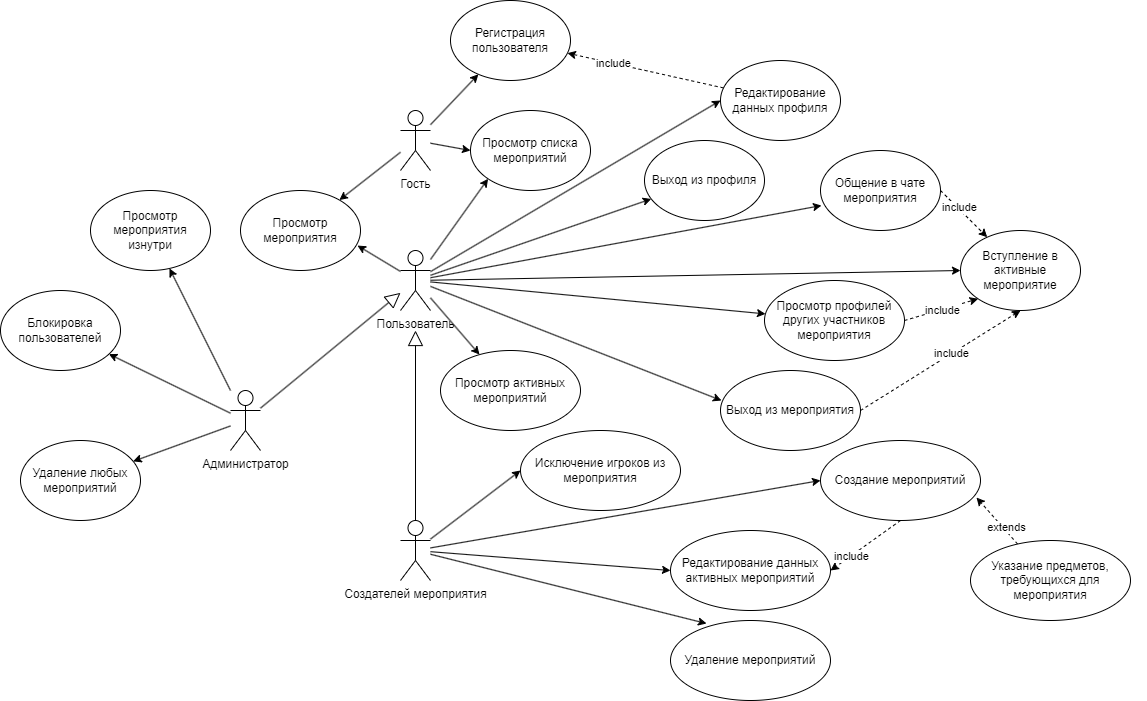 Регистрация
пользователя
include
Редактирование
данных профиля
Гость
Просмотр списка
мероприятий
Выход из профиля
Общение в чате
мероприятия
include
Просмотр
мероприятия
изнутри
Просмотр
мероприятия
Вступление в
активные
мероприятие
Пользователь
Просмотр профилей
других участников
мероприятия
include
include
Блокировка
пользователей
Просмотр активных
мероприятий
Выход из мероприятия
Администратор
Удаление любых
мероприятий
Исключение игроков из
мероприятия
Создание мероприятий
extends
include
Редактирование данных
активных мероприятий
Указание предметов,
требующихся для
мероприятия
Создателей мероприятия
Удаление мероприятий